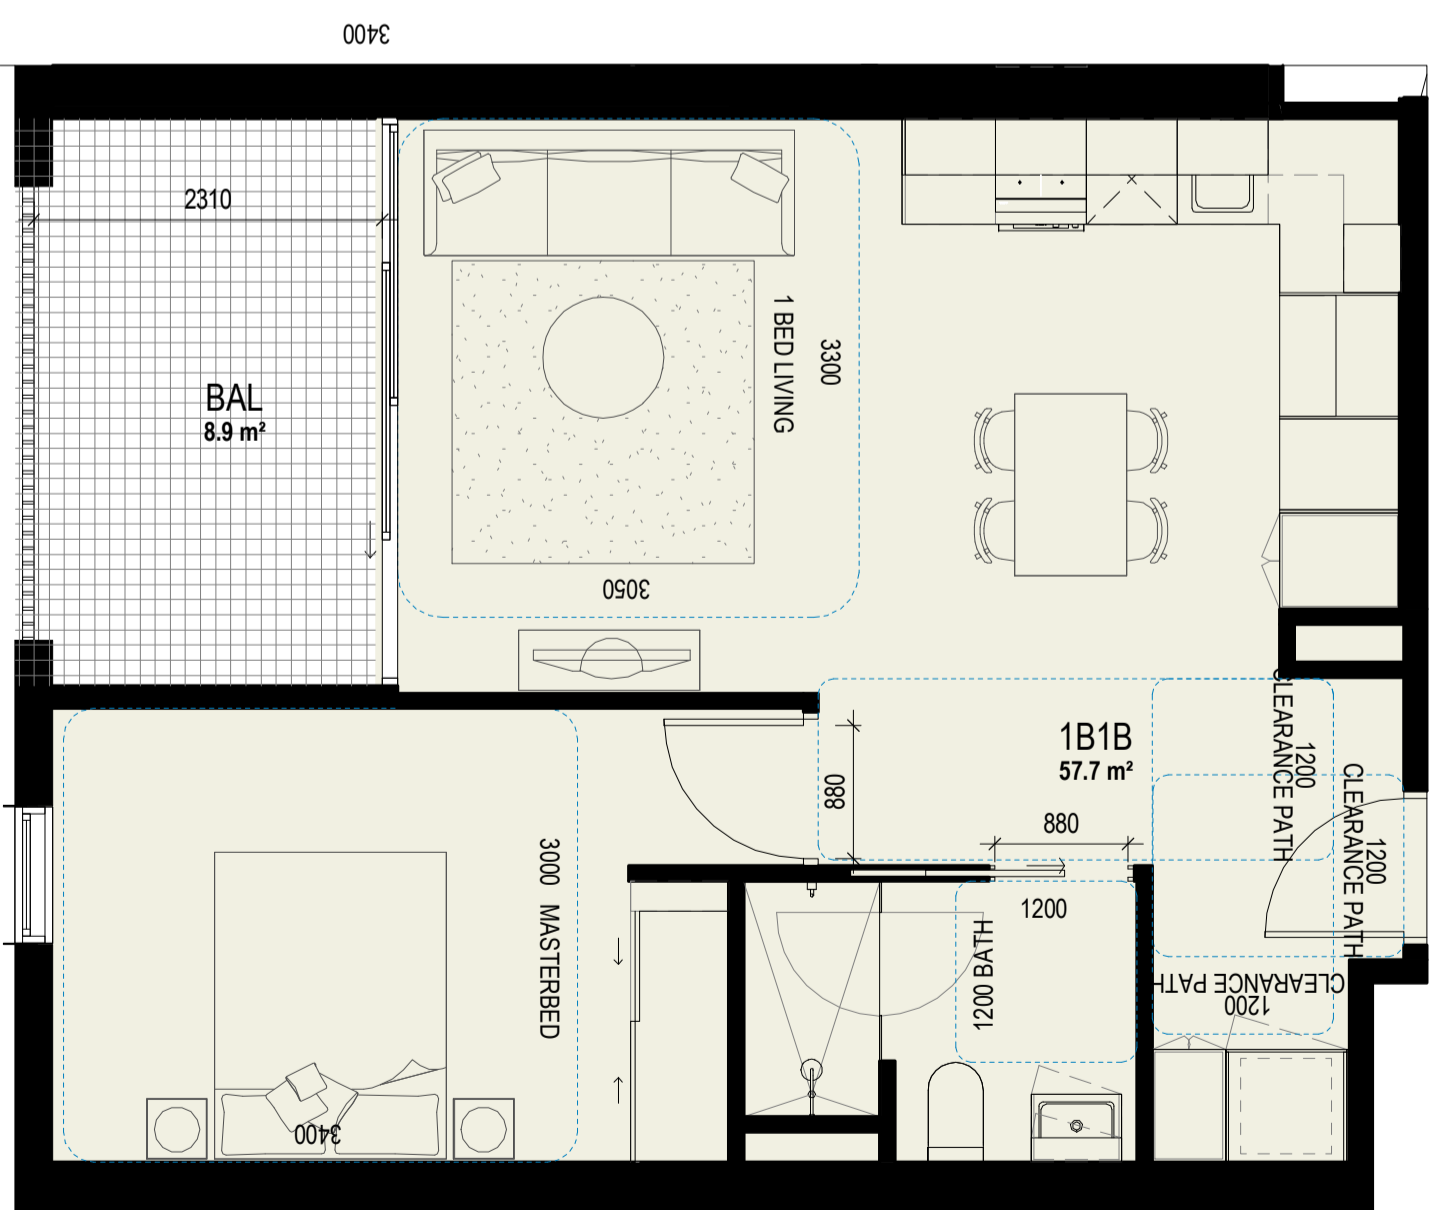 3400
2310
BAL
8.9 m²
1 BED LIVING
3300
3050
1B1B
57.7 m²
880
880
1200
CLEARANCE PATH
1200
CLEARANCE PATH
1200
BATH
1200
CLEARANCE PATH
1200
3000 MASTERBED
3400